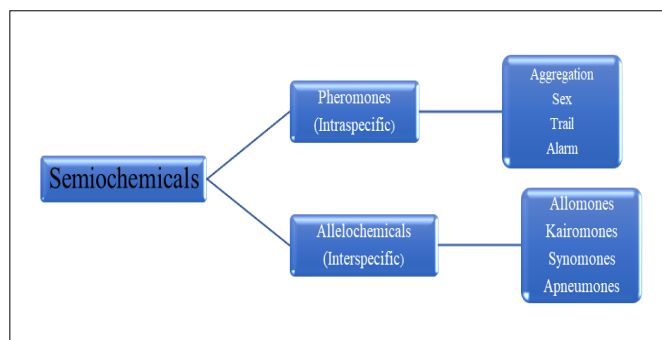 Semiochemicals
Pheromones
(Intraspecific)
Aggregation
Sex
Trail
Alarm
Allelochemicals
(Interspecific)
Allomones
Kairomones
Synomones
Apneumones